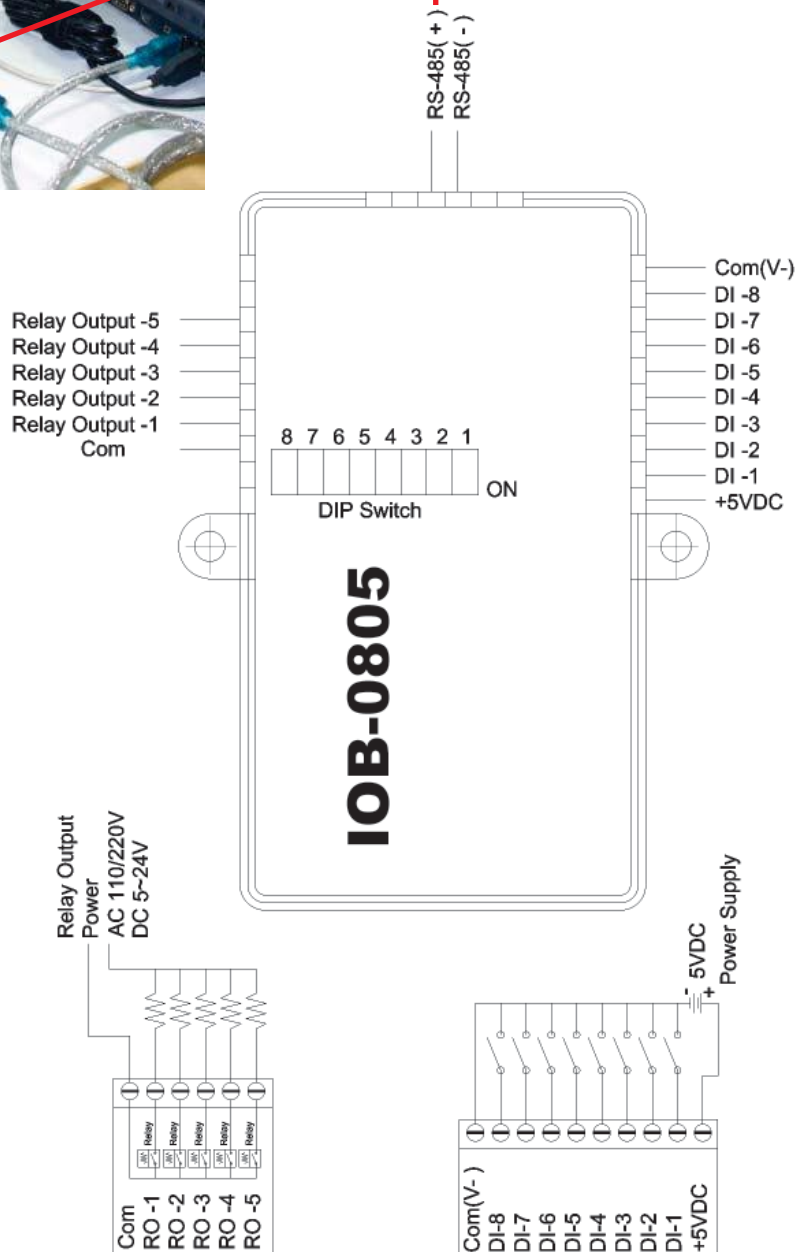 RS-485( + )
RS-485( - )
Com(V-)
DI -8
DI -7
DI -6
DI -5
DI -4
DI -3
DI -2
DI -1
+5VDC
Relay Output -5
Relay Output -4
Relay Output -3
Relay Output -2
Relay Output -1
Com
8 7 6 5 4 3 2 1
ON
DIP Switch
IOB-0805
Relay Output
Power
AC 110/220V
DC 5~24V
Relay
Relay
Relay
Relay
Relay
Com
RO -1
RO -2
RO -3
RO -4
RO -5
- 5VDC
+ Power Supply
Com(V- )
DI-8
DI-7
DI-6
DI-5
DI-4
DI-3
DI-2
DI-1
+5VDC